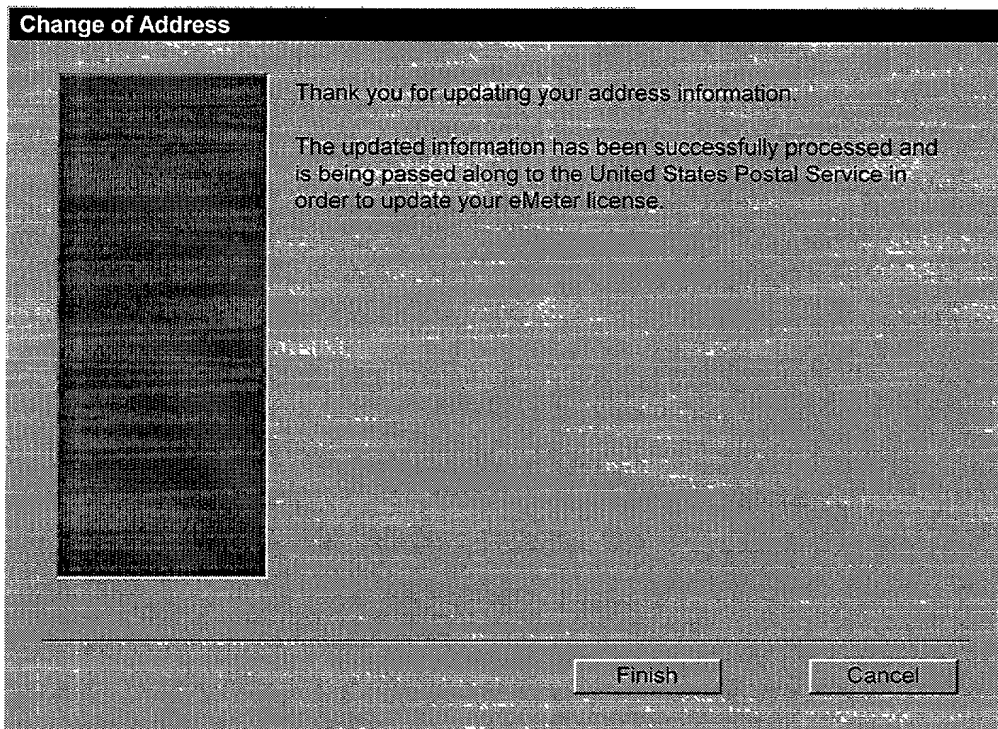 Change of Address
Thank you for updating your address information.
The updated information has been successfully processed and
is being passed along to the United States Postal Service in
order to update your eMeter license.
Finish
Cancel